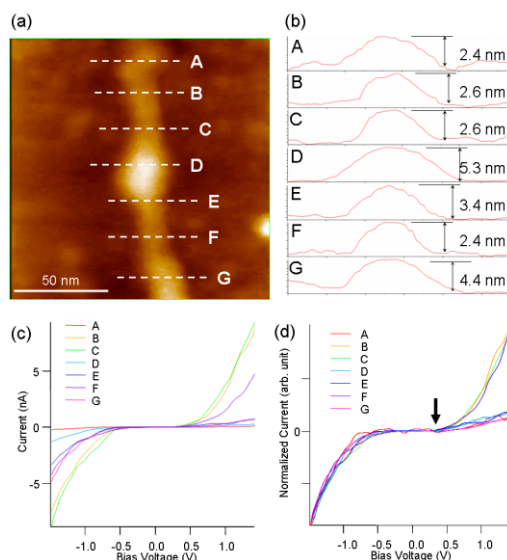 (a)
A
B
C
D
E
F
G
50 nm
(b)
A
2.4 nm
B
2.6 nm
C
2.6 nm
D
5.3 nm
E
3.4 nm
F
2.4 nm
G
4.4 nm
(c)
A
B
C
D
E
F
G
Current (nA)
5
0
-5
-1.0
-0.5
0.0
0.5
1.0
Bias Voltage (V)
(d)
A
B
C
D
E
F
G
Normalized Current (arb. unit)
0
-1.0
-0.5
0.0
0.5
1.0
Bias Voltage (V)